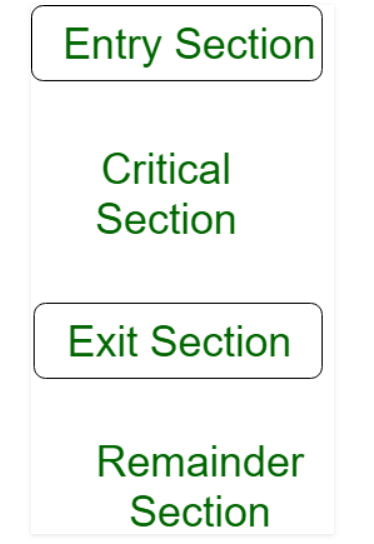 Entry Section
Critical
Section
Exit Section
Remainder
Section